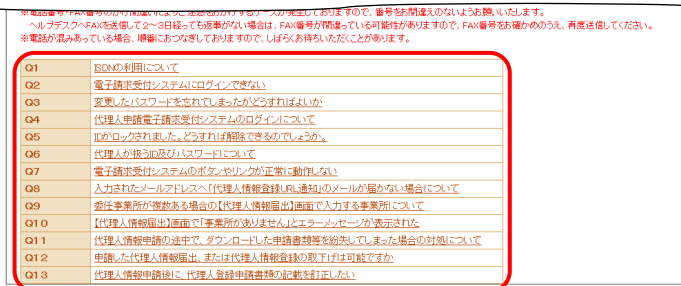 ※電話番号・FAX番号のかけ間違いによるご迷惑をおかけするケースが発生しておりますので、番号をお間違えのないようお願いいたします。
ヘルプデスクへFAXを送信して2～3日経っても返事がない場合は、FAX番号が間違っている可能性がありますので、FAX番号をお確かめのうえ、再度送信してください。
※電話が混みあっている場合、順番におつなぎしておりますので、しばらくお待ちいただくことがあります。
Q1 ISDNの利用について
Q2 電子請求受付システムにログインできない
Q3 変更したパスワードを忘れてしまったがどうすればよいか
Q4 代理人申請電子請求受付システムのログインについて
Q5 IDがロックされました。どうすれば解除できるのでしょうか。
Q6 代理人が扱うID及びパスワードについて
Q7 電子請求受付システムのボタンやリンクが正常に動作しない
Q8 入力されたメールアドレスへ「代理人情報登録URL通知」のメールが届かない場合について
Q9 委任事業所が複数ある場合の【代理人情報届出】画面で入力する事業所について
Q10 【代理人情報届出】画面で「事業所がありません」とエラーメッセージが表示された
Q11 代理人情報申請の途中で、ダウンロードした申請書類等を紛失してしまった場合の対処について
Q12 申請した代理人情報届出、または代理人情報登録の取下げは可能ですか
Q13 代理人情報申請後に、代理人登録申請書類の記載を訂正したい